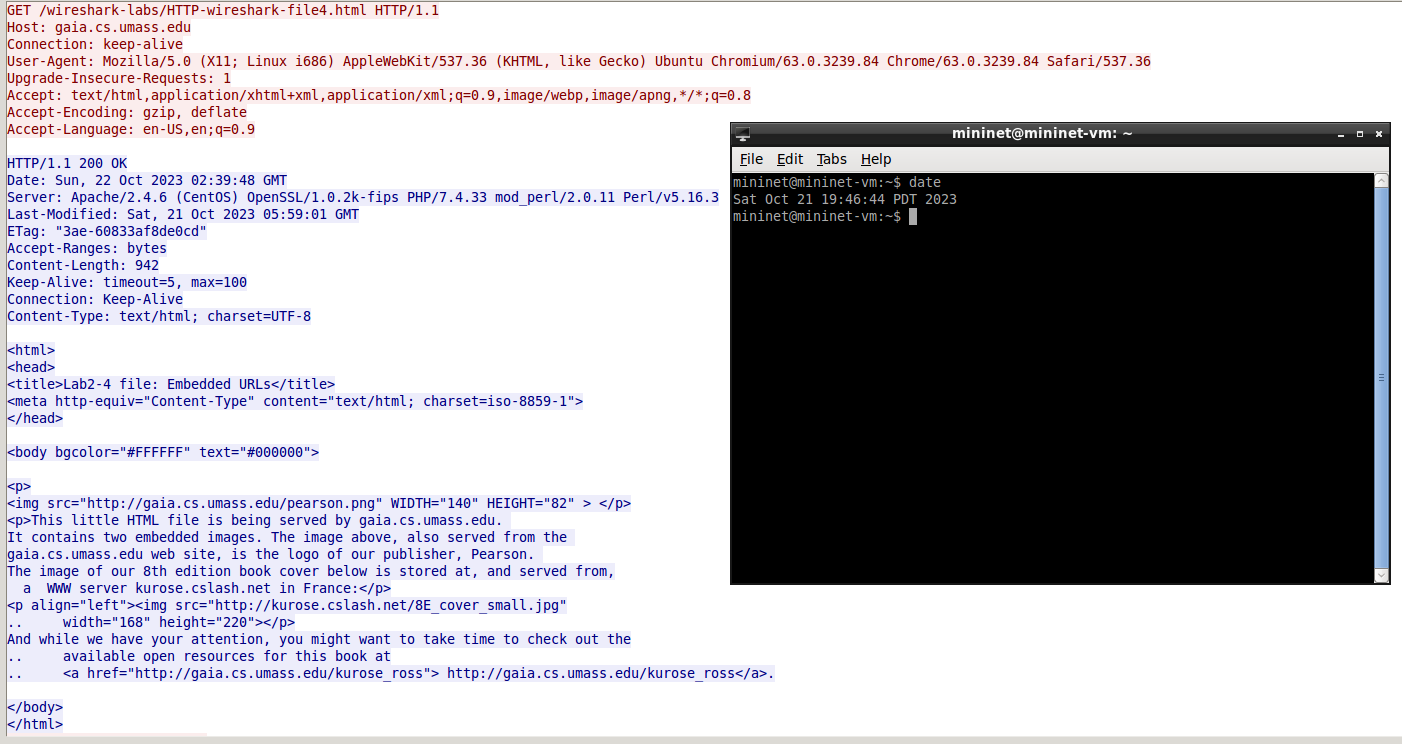 GET /wireshark-labs/HTTP-wireshark-file4.html HTTP/1.1
Host: gaia.cs.umass.edu
Connection: keep-alive
User-Agent: Mozilla/5.0 (X11; Linux i686) AppleWebKit/537.36 (KHTML, like Gecko) Ubuntu Chromium/63.0.3239.84 Chrome/63.0.3239.84 Safari/537.36
Upgrade-Insecure-Requests: 1
Accept: text/html,application/xhtml+xml,application/xml;q=0.9,image/webp,image/apng,*/*;q=0.8
Accept-Encoding: gzip, deflate
Accept-Language: en-US,en;q=0.9

HTTP/1.1 200 OK
Date: Sun, 22 Oct 2023 02:39:48 GMT
Server: Apache/2.4.6 (CentOS) OpenSSL/1.0.2k-fips PHP/7.4.33 mod_perl/2.0.11 Perl/v5.16.3
Last-Modified: Sat, 21 Oct 2023 05:59:01 GMT
ETag: "3ae-60833af8de0cd"
Accept-Ranges: bytes
Content-Length: 942
Keep-Alive: timeout=5, max=100
Connection: Keep-Alive
Content-Type: text/html; charset=UTF-8

<html>
<head>
<title>Lab2-4 file: Embedded URLs</title>
<meta http-equiv="Content-Type" content="text/html; charset=iso-8859-1">
</head>

<body bgcolor="#FFFFFF" text="#000000">

<p>
<img src="http://gaia.cs.umass.edu/pearson.png" WIDTH="140" HEIGHT="82" > </p>
<p>This little HTML file is being served by gaia.cs.umass.edu.
It contains two embedded images. The image above, also served from the
gaia.cs.umass.edu web site, is the logo of our publisher, Pearson.
The image of our 8th edition book cover below is stored at, and served from,
  a  WWW server kurose.cslash.net in France:</p>
<p align="left"><img src="http://kurose.cslash.net/8E_cover_small.jpg"
..     width="168" height="220"></p>
And while we have your attention, you might want to take time to check out the
..     available open resources for this book at
..     <a href="http://gaia.cs.umass.edu/kurose_ross"> http://gaia.cs.umass.edu/kurose_ross</a>.

</body>
</html>
mininet@mininet-vm: ~
File Edit Tabs Help
mininet@mininet-vm:~$ date
Sat Oct 21 19:46:44 PDT 2023
mininet@mininet-vm:~$